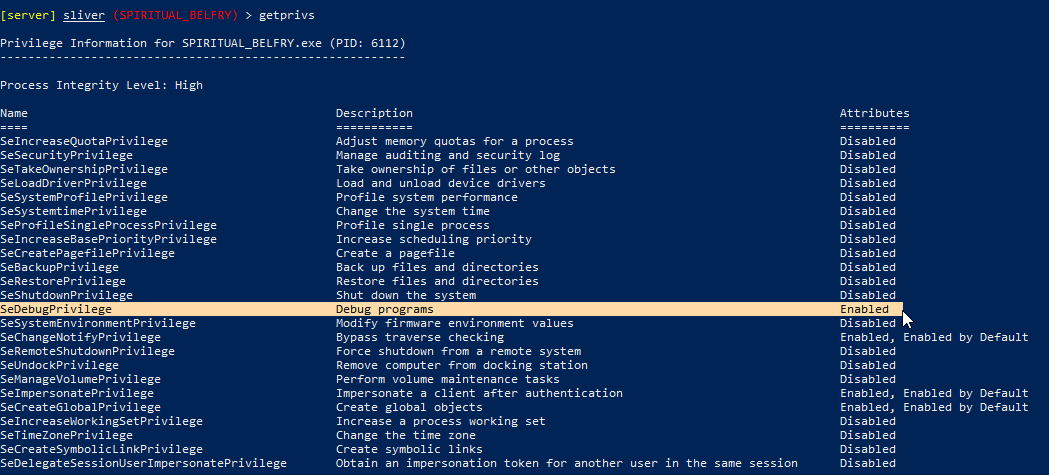 [server] sliver (SPIRITUAL_BELFRY) > getprivs
Privilege Information for SPIRITUAL_BELFRY.exe (PID: 6112)
----------------------------------------------------------
Process Integrity Level: High
Name Description Attributes
==== =========== ==========
SeIncreaseQuotaPrivilege Adjust memory quotas for a process Disabled
SeSecurityPrivilege Manage auditing and security log Disabled
SeTakeOwnershipPrivilege Take ownership of files or other objects Disabled
SeLoadDriverPrivilege Load and unload device drivers Disabled
SeSystemProfilePrivilege Profile system performance Disabled
SeSystemtimePrivilege Change the system time Disabled
SeProfileSingleProcessPrivilege Profile single process Disabled
SeIncreaseBasePriorityPrivilege Increase scheduling priority Disabled
SeCreatePagefilePrivilege Create a pagefile Disabled
SeBackupPrivilege Back up files and directories Disabled
SeRestorePrivilege Restore files and directories Disabled
SeShutdownPrivilege Shut down the system Disabled
SeDebugPrivilege Debug programs Enabled
SeSystemEnvironmentPrivilege Modify firmware environment values Disabled
SeChangeNotifyPrivilege Bypass traverse checking Enabled, Enabled by Default
SeRemoteShutdownPrivilege Force shutdown from a remote system Disabled
SeUndockPrivilege Remove computer from docking station Disabled
SeManageVolumePrivilege Perform volume maintenance tasks Disabled
SeImpersonatePrivilege Impersonate a client after authentication Enabled, Enabled by Default
SeCreateGlobalPrivilege Create global objects Enabled, Enabled by Default
SeIncreaseWorkingSetPrivilege Increase a process working set Disabled
SeTimeZonePrivilege Change the time zone Disabled
SeCreateSymbolicLinkPrivilege Create symbolic links Disabled
SeDelegateSessionUserImpersonatePrivilege Obtain an impersonation token for another user in the same session Disabled